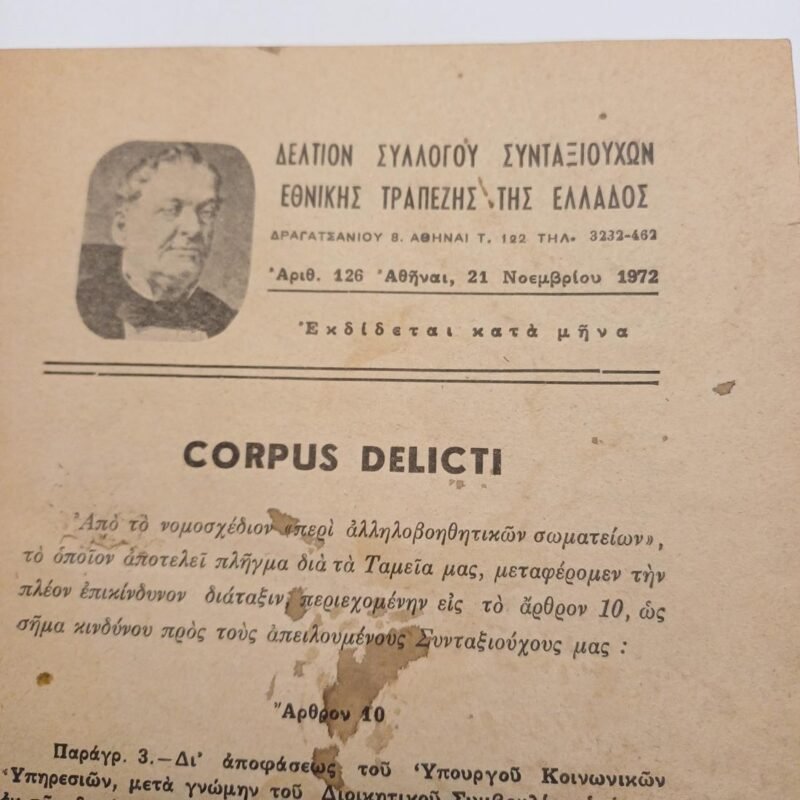 ΔΕΛΤΙΟΝ ΣΥΛΛΟΓΟΥ ΣΥΝΤΑΞΙΟΥΧΩΝ
ΕΘΝΙΚΗΣ ΤΡΑΠΕΖΗΣ ΤΗΣ ΕΛΛΑΔΟΣ
ΔΡΑΓΑΤΣΑΝΙΟΥ 8. ΑΘΗΝΑΙ Τ. 122 ΤΗΛ. 3232-462
Ἀριθ. 126 Ἀθῆναι, 21 Νοεμβρίου 1972
Ἐκδίδεται κατὰ μῆνα
CORPUS DELICTI
Ἀπὸ τὸ νομοσχέδιον «περὶ ἀλληλοβοηθητικῶν σωματείων»,
τὸ ὁποῖον ἀποτελεῖ πλῆγμα διὰ τὰ Ταμεῖα μας, μεταφέρομεν τὴν
πλέον ἐπικίνδυνον διάταξιν, περιεχομένην εἰς τὸ ἄρθρον 10, ὡς
σῆμα κινδύνου πρὸς τοὺς ἀπειλουμένους Συνταξιούχους μας :
Ἄρθρον 10
Παράγρ. 3.—Δι' ἀποφάσεως τοῦ Ὑπουργοῦ Κοινωνικῶν
Ὑπηρεσιῶν, μετὰ γνώμην τοῦ Διοικητικοῦ